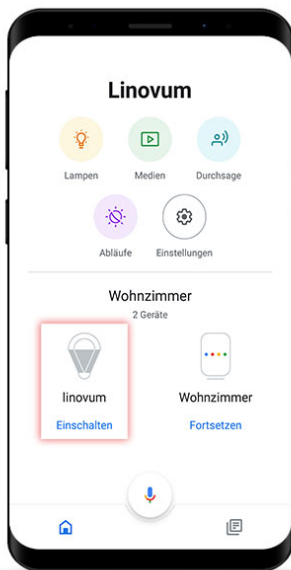 Linovum
Lampen Medien Durchsage
Abläufe Einstellungen
Wohnzimmer
2 Geräte
linovum Wohnzimmer
Einschalten Fortsetzen